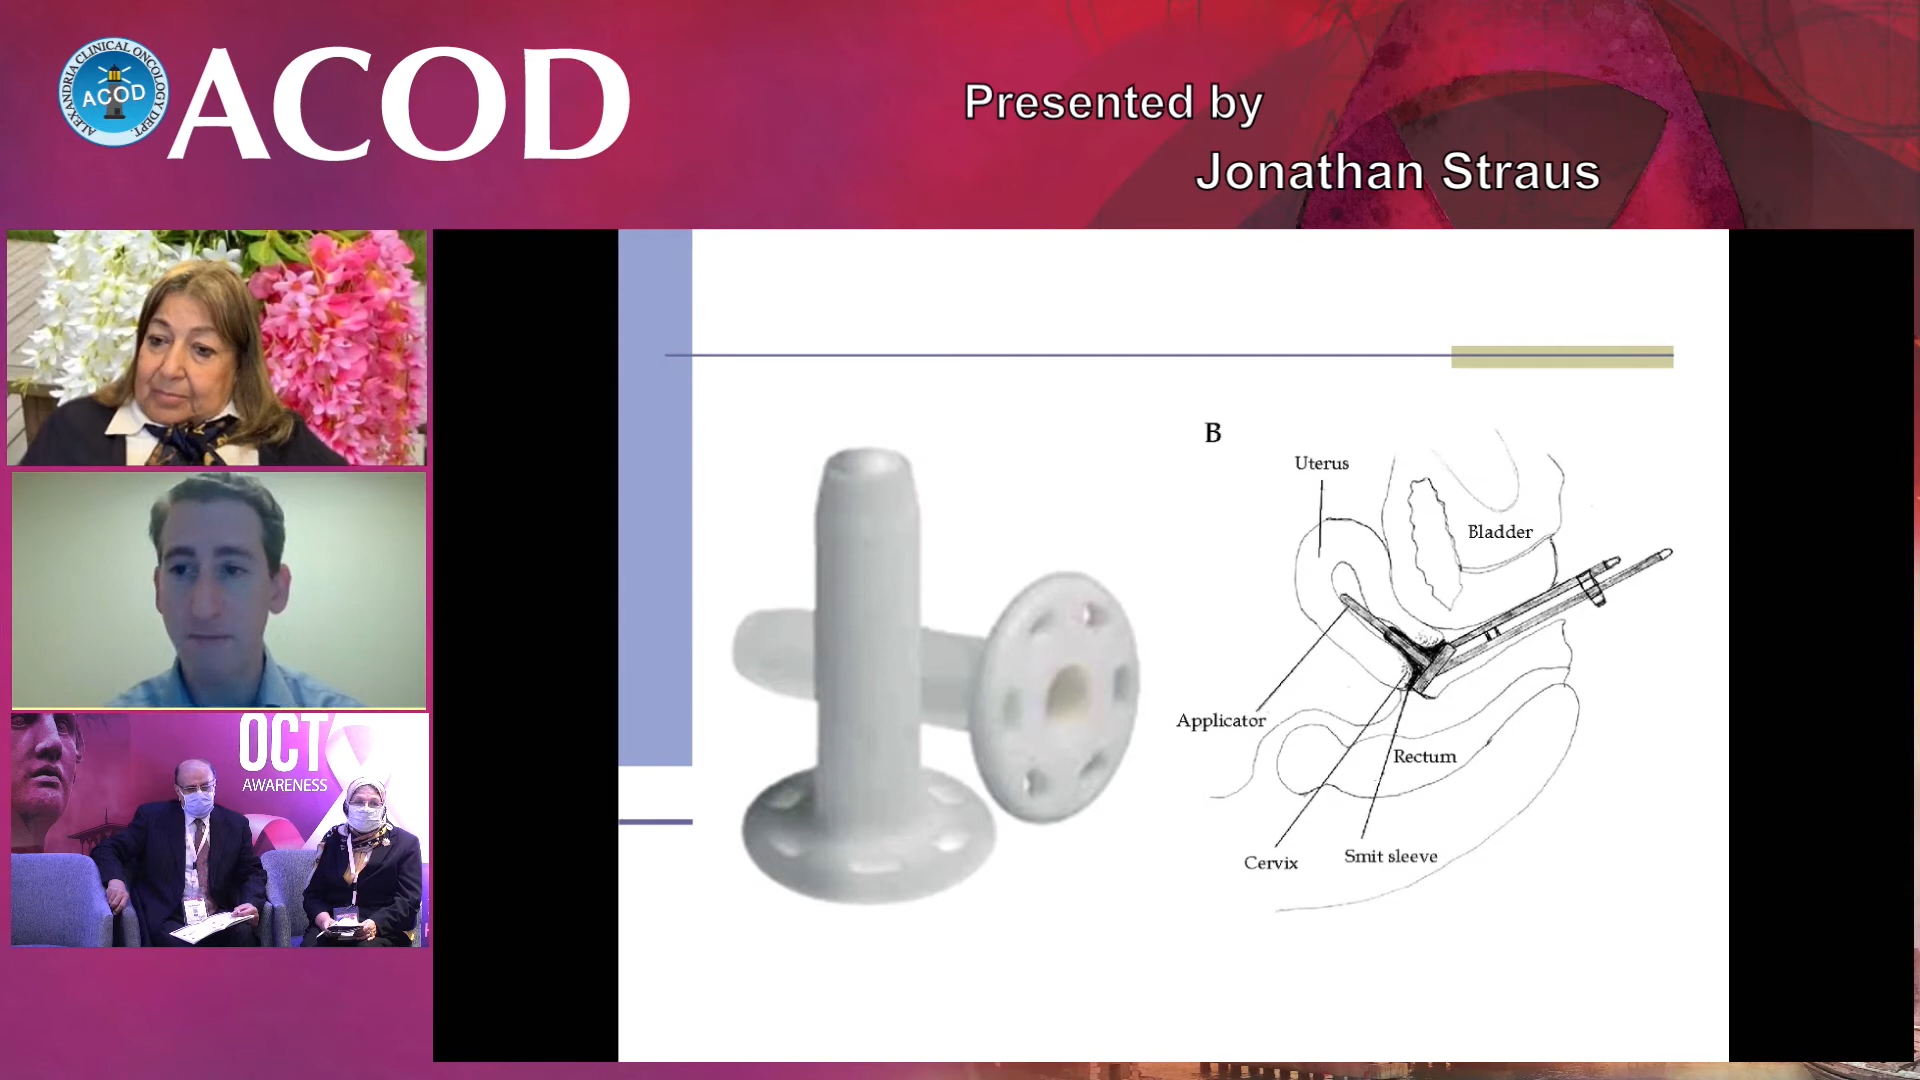 ALEXANDRIA CLINICAL ONCOLOGY DEPT.
ACOD
ACOD
Presented by
Jonathan Straus
OCT
AWARENESS
B
Uterus
Bladder
Applicator
Rectum
Cervix
Smit sleeve